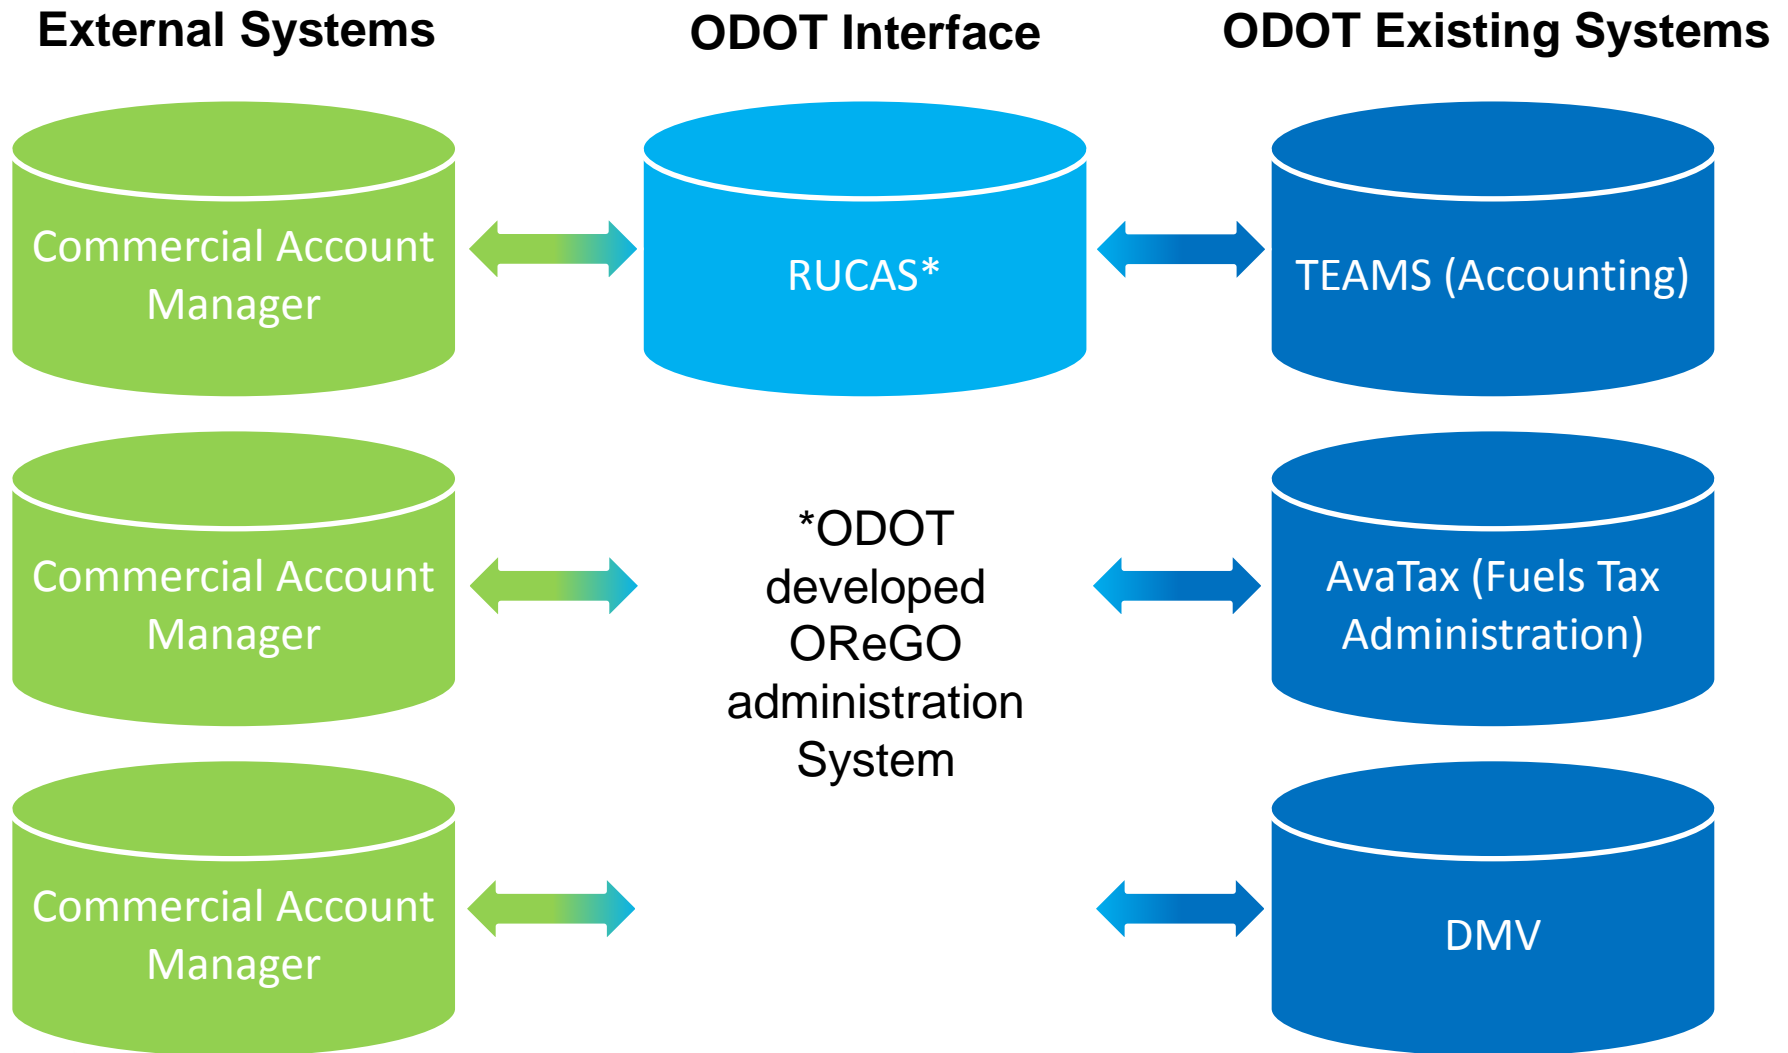 External Systems
ODOT Interface
ODOT Existing Systems
Commercial Account
Manager
RUCAS*
TEAMS (Accounting)
Commercial Account
Manager
*ODOT
developed
OReGO
administration
System
AvaTax (Fuels Tax
Administration)
Commercial Account
Manager
DMV